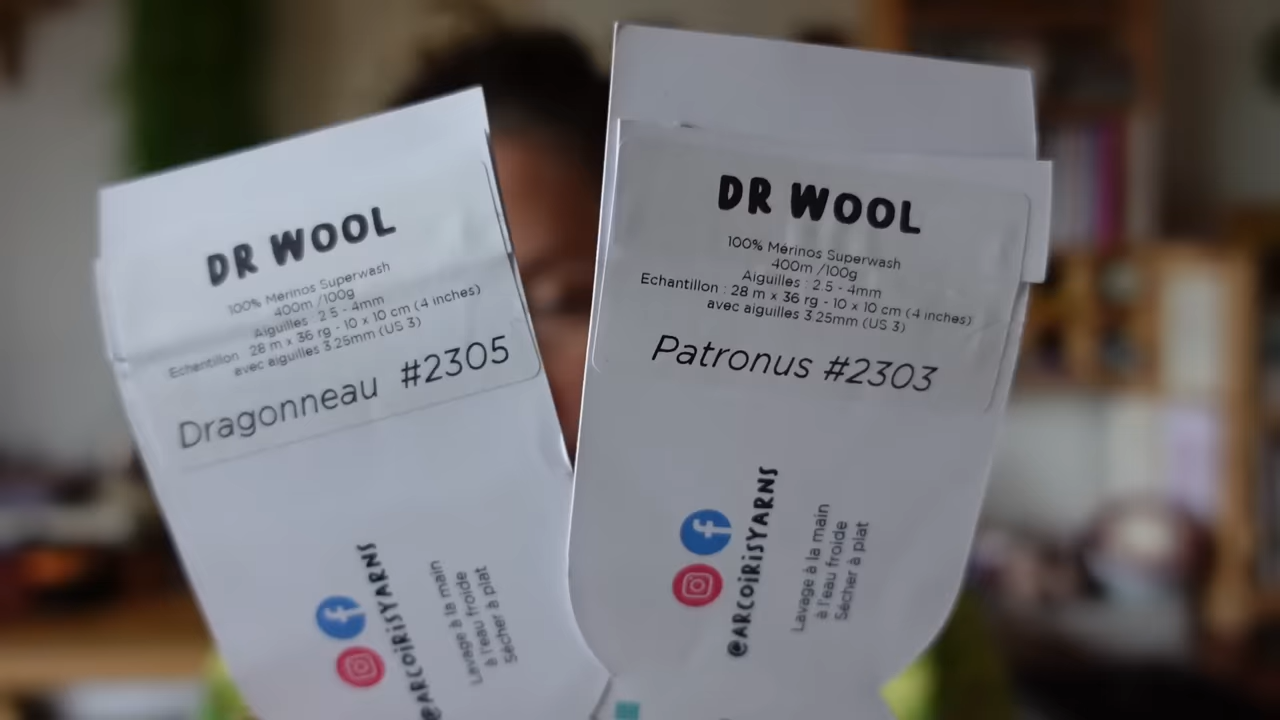 DR WOOL
100% Mérinos Superwash
400m /100g
Aiguilles : 2.5 - 4mm
Echantillon : 28 m x 36 rg - 10 x 10 cm (4 inches)
avec aiguilles 3.25mm (US 3)
Dragonneau #2305
@ARCOiRiSYARNS
Lavage à la main
à l'eau froide
Sécher à plat
DR WOOL
100% Mérinos Superwash
400m /100g
Aiguilles : 2.5 - 4mm
Echantillon : 28 m x 36 rg - 10 x 10 cm (4 inches)
avec aiguilles 3.25mm (US 3)
Patronus #2303
@ARCOiRiSYARNS
Lavage à la main
à l'eau froide
Sécher à plat